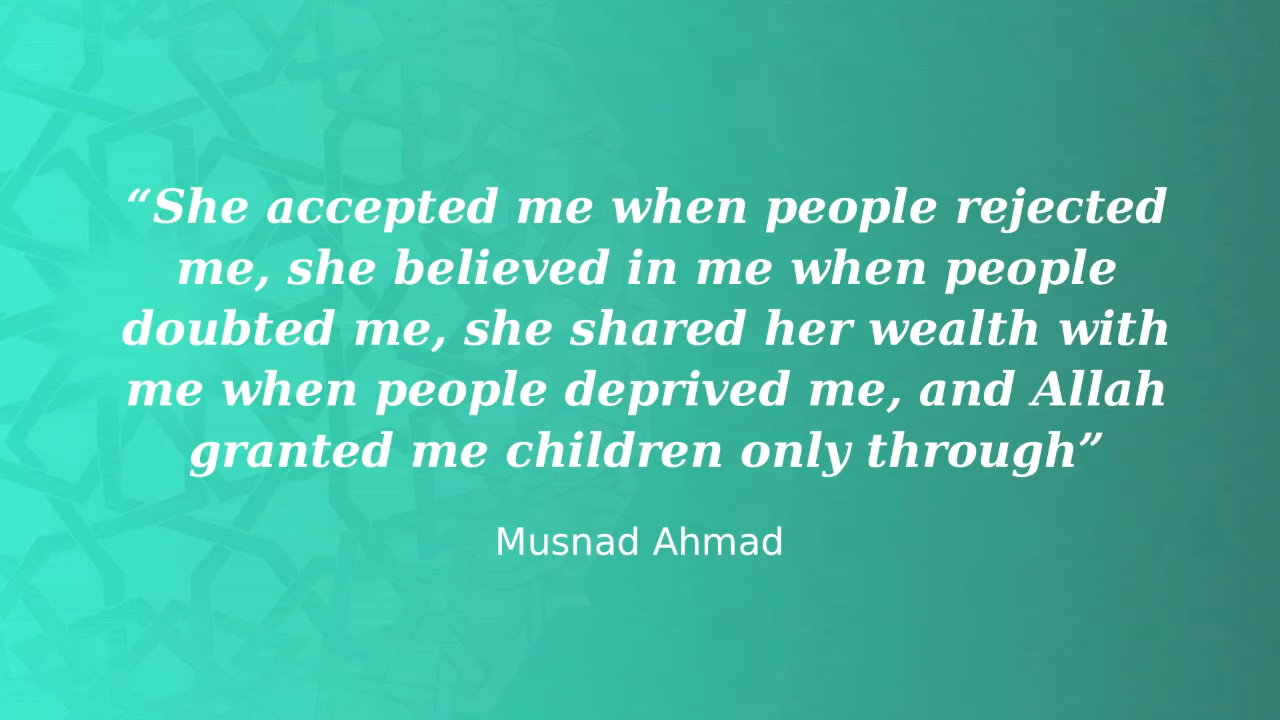 “She accepted me when people rejected
me, she believed in me when people
doubted me, she shared her wealth with
me when people deprived me, and Allah
granted me children only through”
Musnad Ahmad